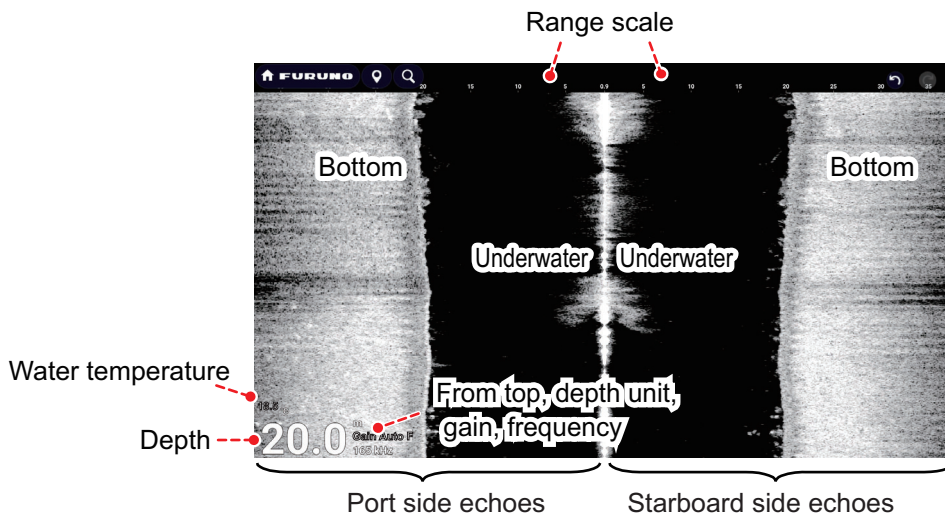 Range scale
FURUNO
20 15 10 5 0.9 5 10 15 20 25 30 35
Bottom
Bottom
Underwater
Underwater
Water temperature
18.5
From top, depth unit,
gain, frequency
Depth
20.0
m
Gain Auto F
165 kHz
Port side echoes
Starboard side echoes